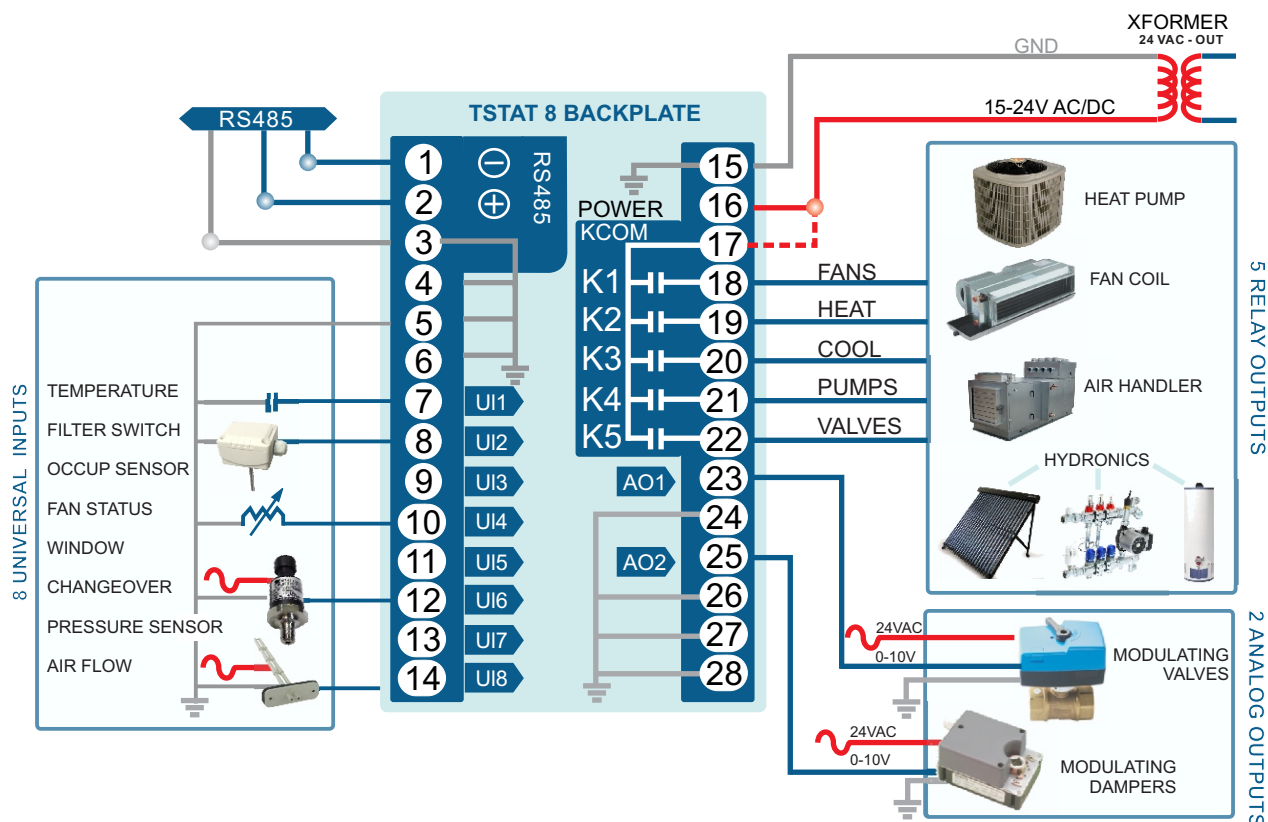 XFORMER
24 VAC - OUT
GND
15-24V AC/DC
RS485
TSTAT 8 BACKPLATE
RS485
1
2
3
4
5
6
7
8
9
10
11
12
13
14
UI1
UI2
UI3
UI4
UI5
UI6
UI7
UI8
POWER
KCOM
K1
K2
K3
K4
K5
AO1
AO2
15
16
17
18
19
20
21
22
23
24
25
26
27
28
FANS
HEAT
COOL
PUMPS
VALVES
8 UNIVERSAL INPUTS
TEMPERATURE
FILTER SWITCH
OCCUP SENSOR
FAN STATUS
WINDOW
CHANGEOVER
PRESSURE SENSOR
AIR FLOW
HEAT PUMP
FAN COIL
AIR HANDLER
HYDRONICS
5 RELAY OUTPUTS
24VAC
0-10V
MODULATING
VALVES
24VAC
0-10V
MODULATING
DAMPERS
2 ANALOG OUTPUTS